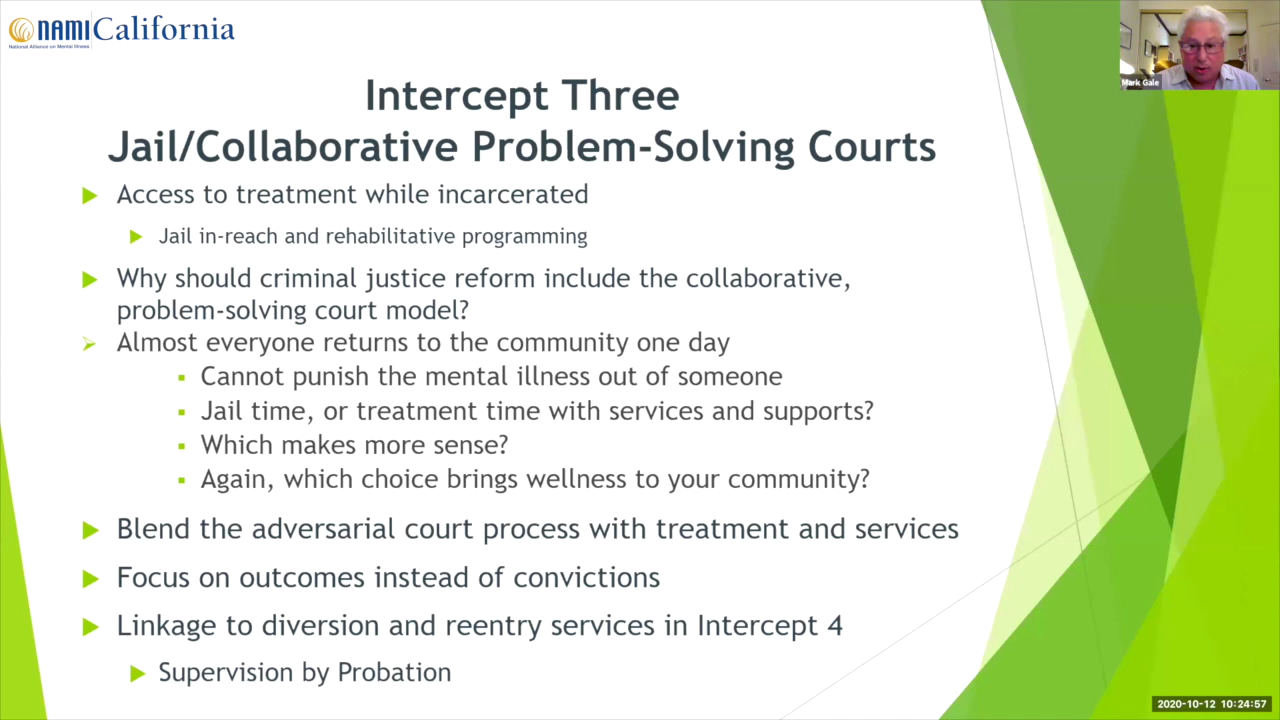 NAMI California
National Alliance on Mental Illness
Mark Gale
Intercept Three
Jail/Collaborative Problem-Solving Courts
Access to treatment while incarcerated
Jail in-reach and rehabilitative programming
Why should criminal justice reform include the collaborative,
problem-solving court model?
Almost everyone returns to the community one day
Cannot punish the mental illness out of someone
Jail time, or treatment time with services and supports?
Which makes more sense?
Again, which choice brings wellness to your community?
Blend the adversarial court process with treatment and services
Focus on outcomes instead of convictions
Linkage to diversion and reentry services in Intercept 4
Supervision by Probation
2020-10-12 10:24:57